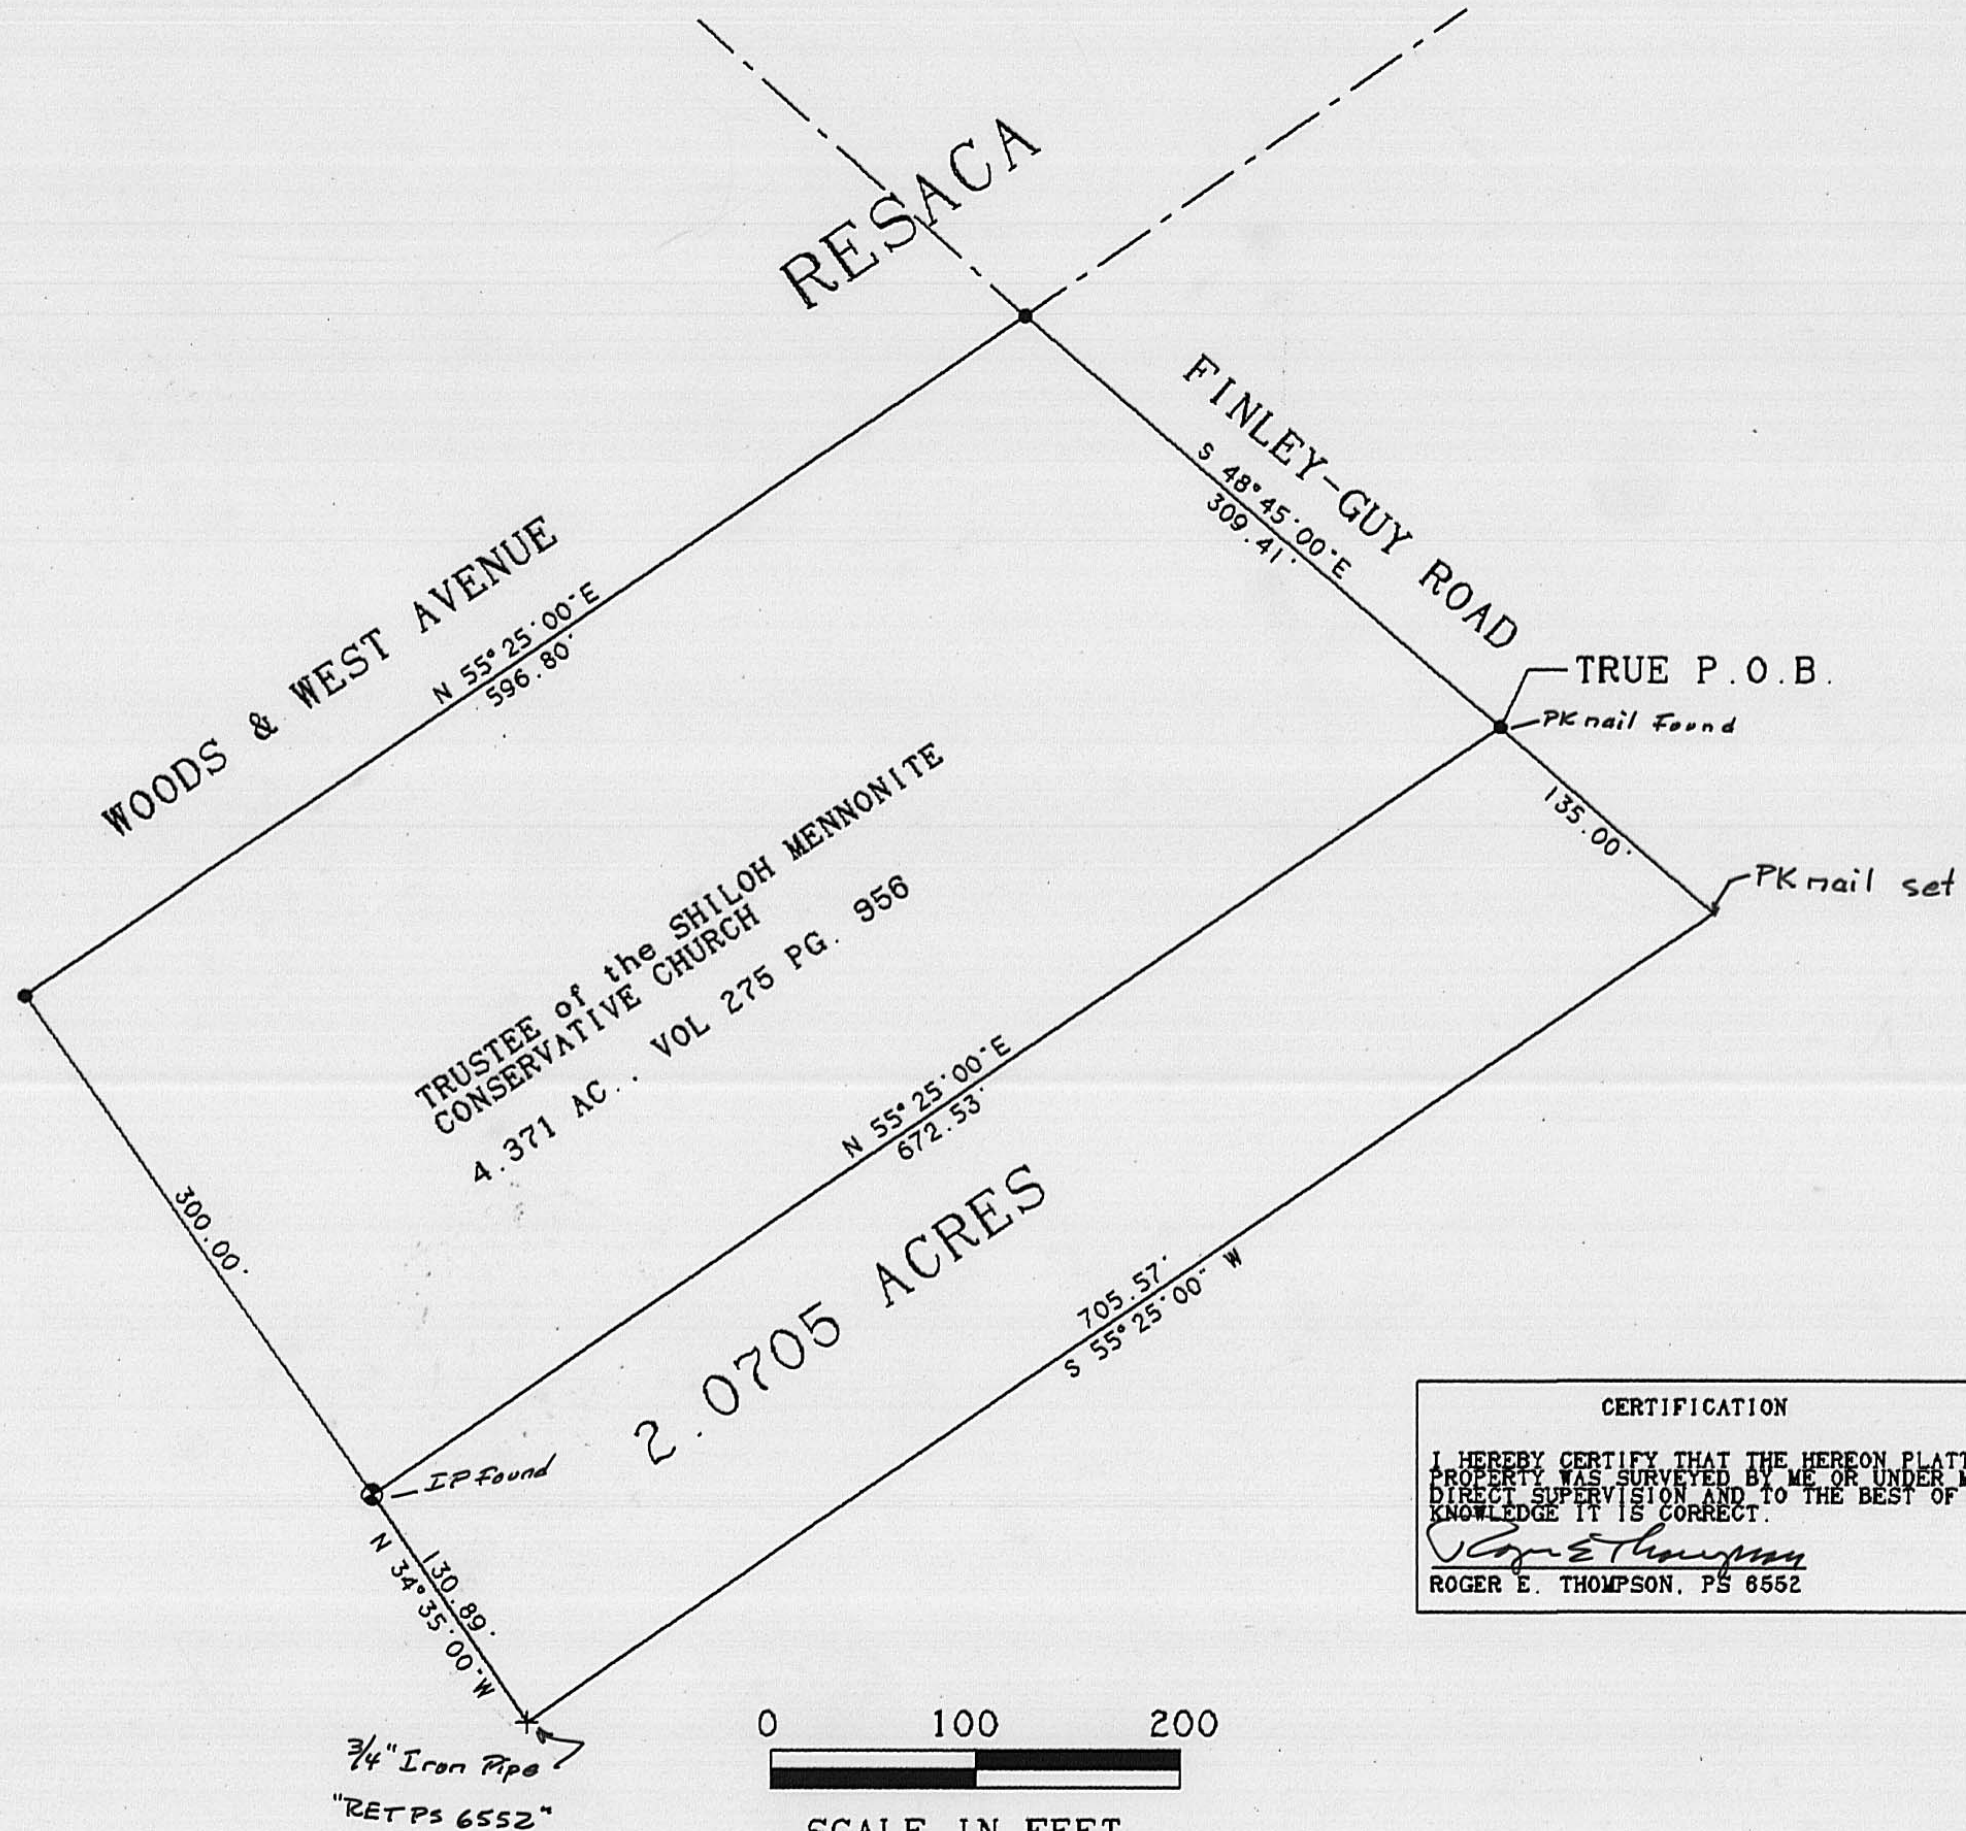 RESACA
FINLEY-GUY ROAD
S 48°45'00"E
309.41'
WOODS & WEST AVENUE
N 55°25'00"E
596.80'
TRUE P.O.B.
PK nail Found
135.00'
PK nail set
TRUSTEE of the SHILOH MENNONITE
CONSERVATIVE CHURCH
4.371 AC. . VOL 275 PG. 956
300.00'
N 55°25'00"E
672.53'
2.0705 ACRES
705.57'
S 55°25'00" W
IP Found
130.89'
N 34°35'00"W
3/4" Iron Pipe
"RET PS 6552"
0 100 200
SCALE IN FEET
CERTIFICATION
I HEREBY CERTIFY THAT THE HEREON PLATT
PROPERTY WAS SURVEYED BY ME OR UNDER M
DIRECT SUPERVISION AND TO THE BEST OF
KNOWLEDGE IT IS CORRECT.
Roger E Thompson
ROGER E. THOMPSON, PS 6552